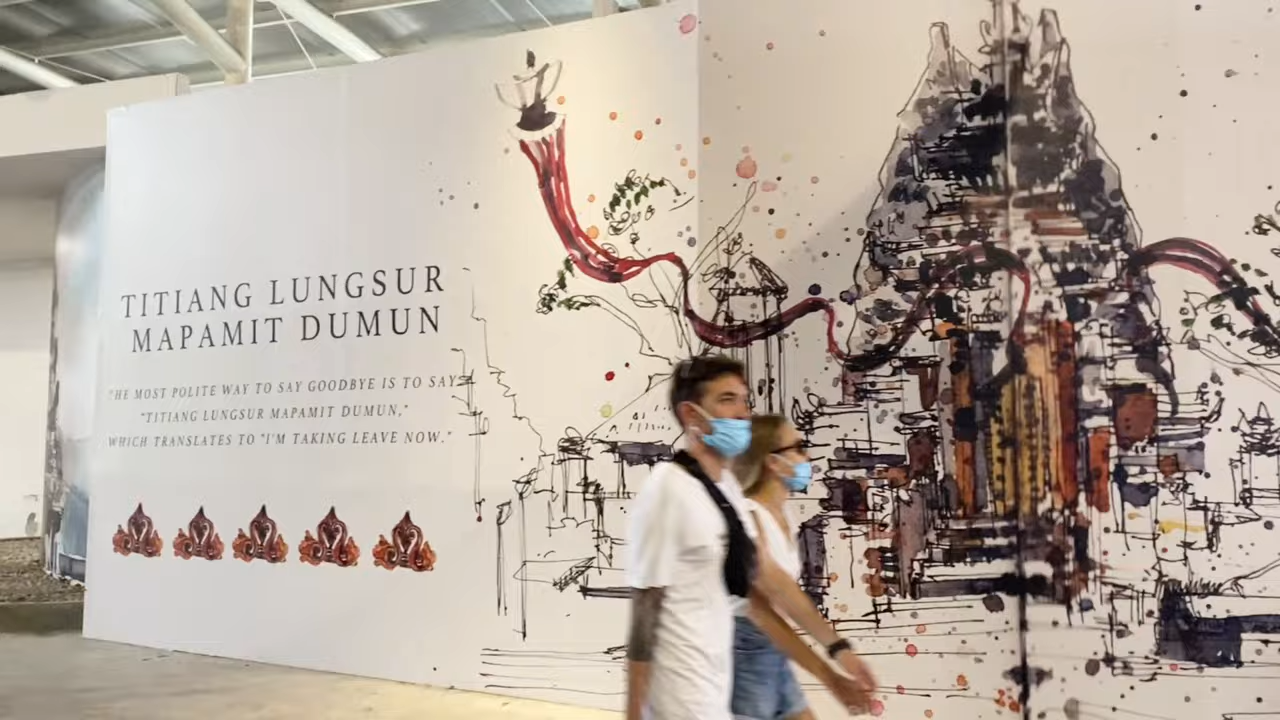 TITIANG LUNGSUR
MAPAMIT DUMUN
"HE MOST POLITE WAY TO SAY GOODBYE IS TO SAY
"TITIANG LUNGSUR MAPAMIT DUMUN,"
WHICH TRANSLATES TO "I'M TAKING LEAVE NOW."